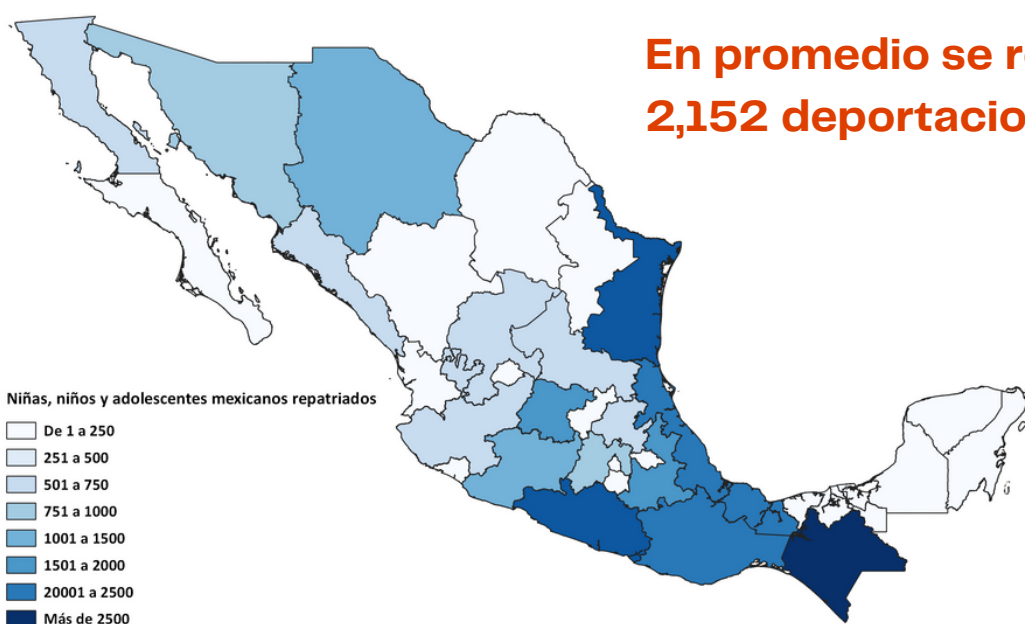 En promedio se r
2,152 deportacio
Niñas, niños y adolescentes mexicanos repatriados
De 1 a 250
251 a 500
501 a 750
751 a 1000
1001 a 1500
1501 a 2000
20001 a 2500
Más de 2500